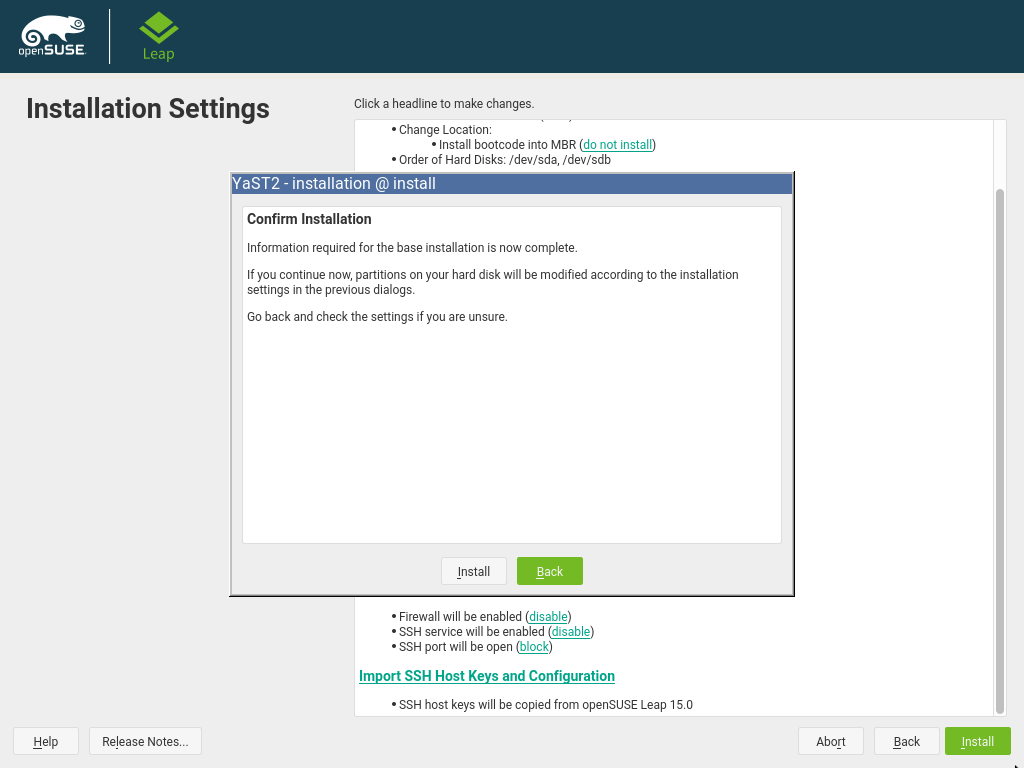 openSUSE.
Leap
Installation Settings
Click a headline to make changes.
• Change Location:
• Install bootcode into MBR (do not install)
• Order of Hard Disks: /dev/sda, /dev/sdb
YaST2 - installation @ install
Confirm Installation
Information required for the base installation is now complete.
If you continue now, partitions on your hard disk will be modified according to the installation
settings in the previous dialogs.
Go back and check the settings if you are unsure.
Install
Back
• Firewall will be enabled (disable)
• SSH service will be enabled (disable)
• SSH port will be open (block)
Import SSH Host Keys and Configuration
• SSH host keys will be copied from openSUSE Leap 15.0
Help
Release Notes...
Abort
Back
Install